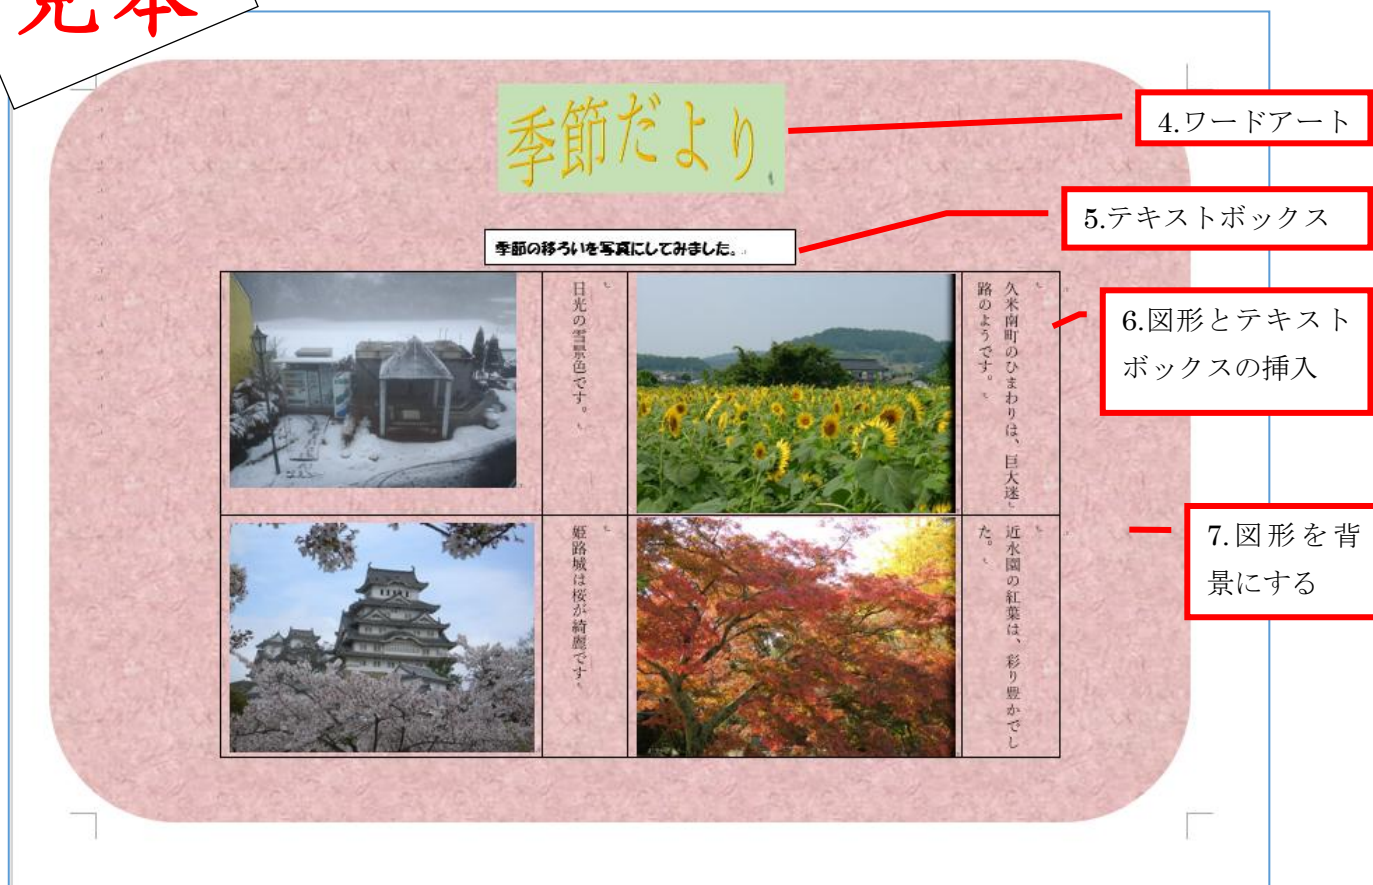 見本
季節だより
4.ワードアート
5.テキストボックス
季節の移ろいを写真にしてみました。
6.図形とテキスト
ボックスの挿入
久米南町のひまわりは、巨大迷
路のようです。
日光の雪景色です。
7.図形を背
景にする
近水園の紅葉は、彩り豊かでし
た。
姫路城は桜が綺麗です